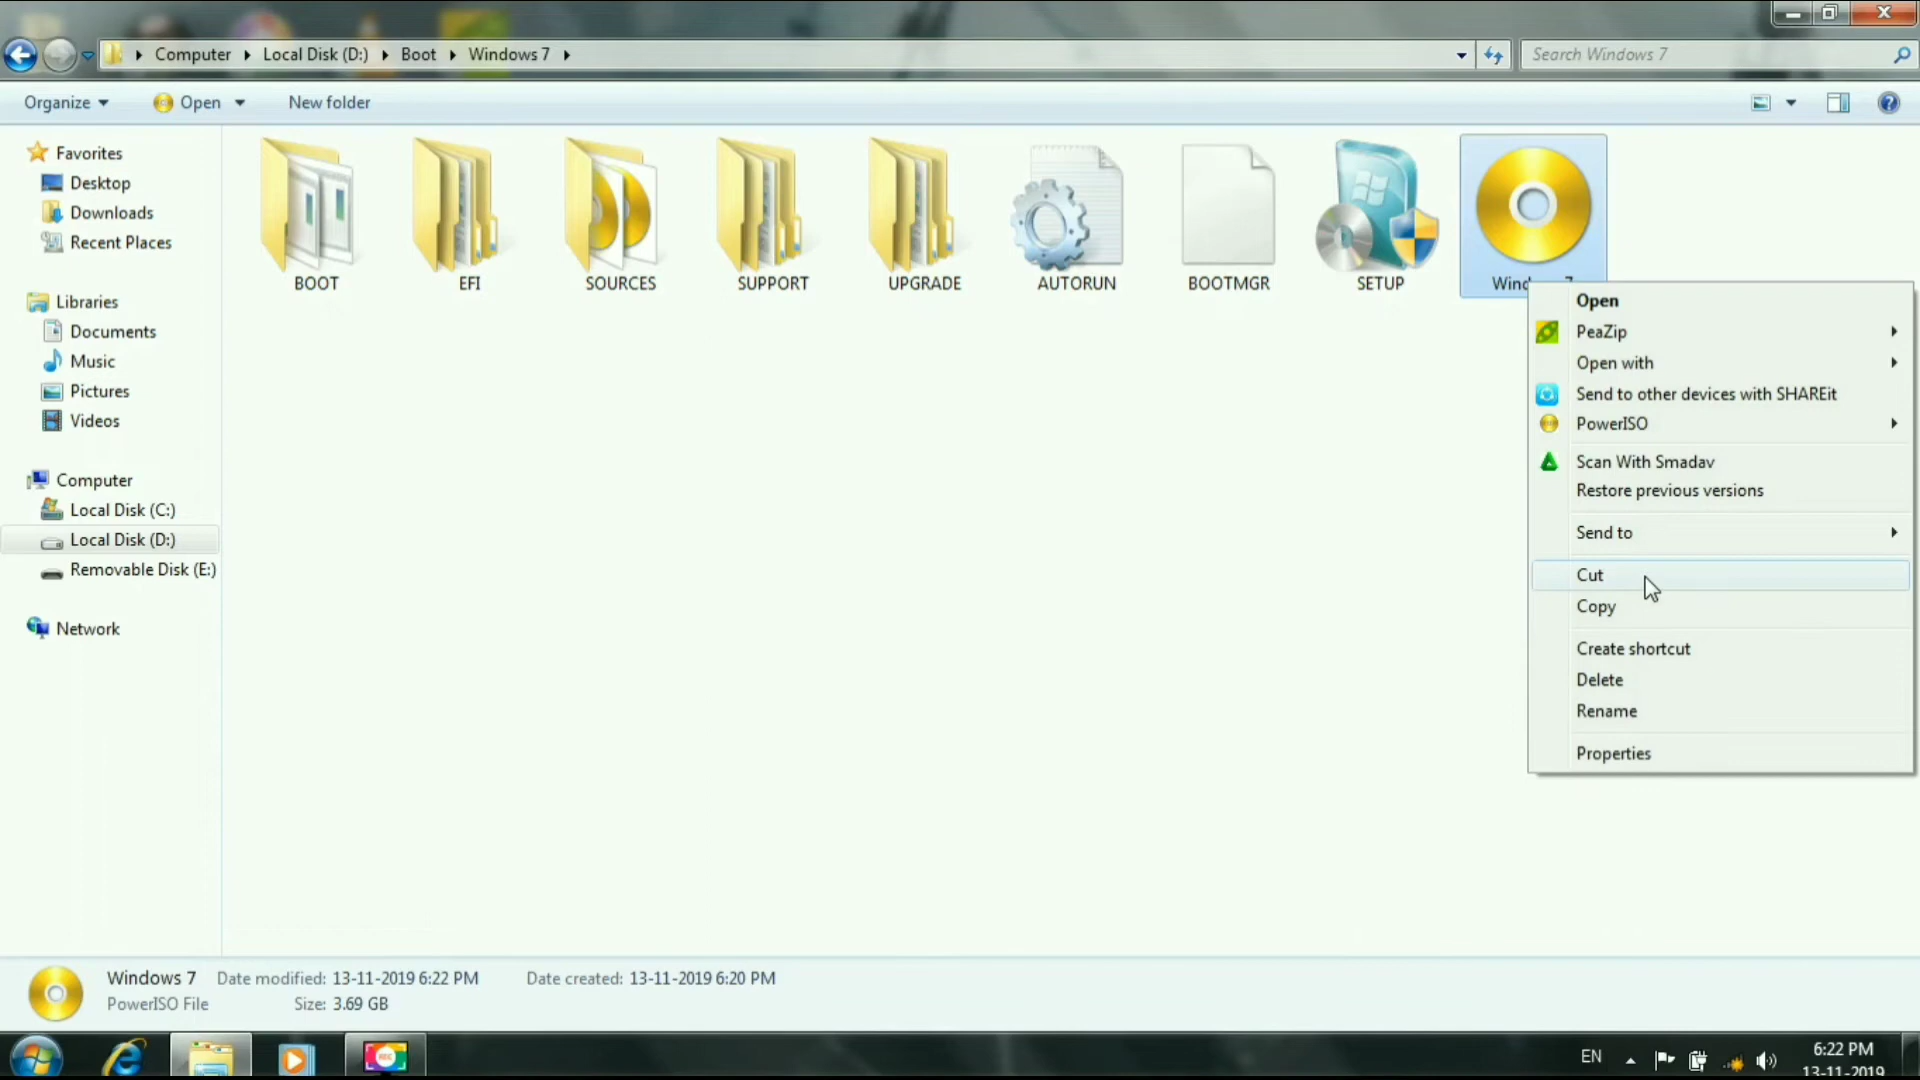 Computer
Local Disk (D:)
Boot
Windows 7
Search Windows 7
Organize
Open
New folder
Favorites
Desktop
Downloads
Recent Places
Libraries
Documents
Music
Pictures
Videos
Computer
Local Disk (C:)
Local Disk (D:)
Removable Disk (E:)
Network
BOOT
EFI
SOURCES
SUPPORT
UPGRADE
AUTORUN
BOOTMGR
SETUP
Open
PeaZip
Open with
Send to other devices with SHAREit
PowerISO
Scan With Smadav
Restore previous versions
Send to
Cut
Copy
Create shortcut
Delete
Rename
Properties
Windows 7 Date modified: 13-11-2019 6:22 PM Date created: 13-11-2019 6:20 PM
PowerISO File Size: 3.69 GB
REC
EN
6:22 PM
13-11-2019